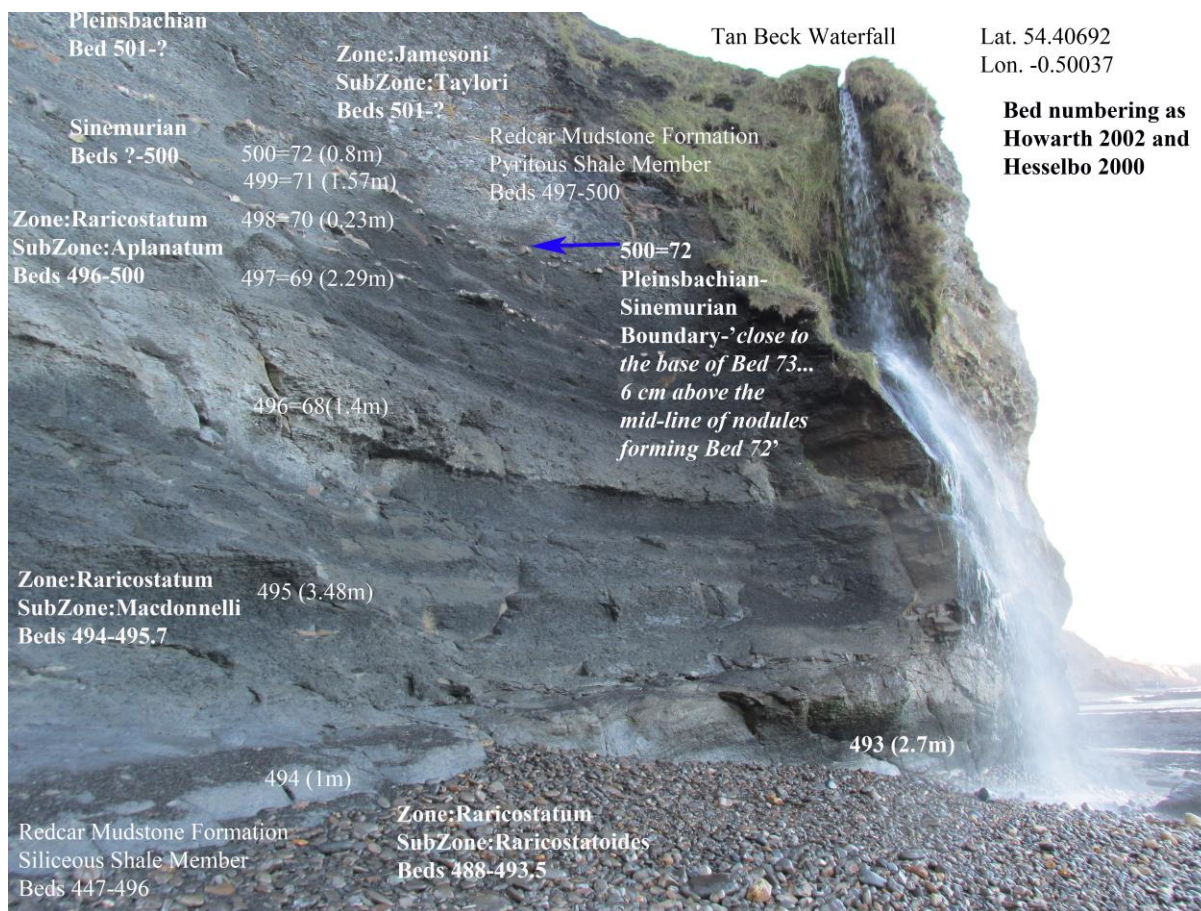 Pleinsbachian
Bed 501-?
Zone:Jamesoni
SubZone:Taylori
Beds 501-?
Tan Beck Waterfall
Lat. 54.40692
Lon. -0.50037
Bed numbering as
Howarth 2002 and
Hesselbo 2000
Sinemurian
Beds ?-500
500=72 (0.8m)
499=71 (1.57m)
Redcar Mudstone Formation
Pyritous Shale Member
Beds 497-500
Zone:Raricostatum
SubZone:Aplanatum
Beds 496-500
498=70 (0.23m)
497=69 (2.29m)
500=72
Pleinsbachian-
Sinemurian
Boundary-'close to
the base of Bed 73...
6 cm above the
mid-line of nodules
forming Bed 72'
496=68(1.4m)
Zone:Raricostatum
SubZone:Macdonnelli
Beds 494-495.7
495 (3.48m)
493 (2.7m)
494 (1m)
Redcar Mudstone Formation
Siliceous Shale Member
Beds 447-496
Zone:Raricostatum
SubZone:Raricostatoides
Beds 488-493.5